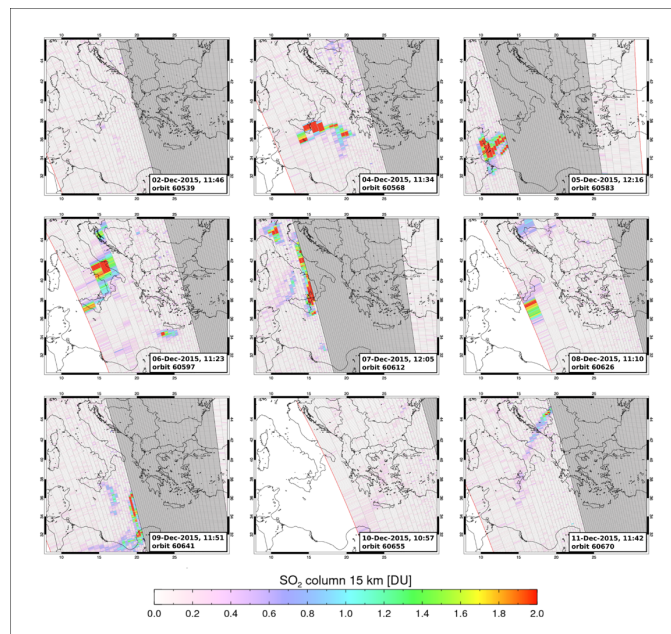 02-Dec-2015, 11:46
orbit 60539
04-Dec-2015, 11:34
orbit 60568
05-Dec-2015, 12:16
orbit 60583
06-Dec-2015, 11:23
orbit 60597
07-Dec-2015, 12:05
orbit 60612
08-Dec-2015, 11:10
orbit 60626
09-Dec-2015, 11:51
orbit 60641
10-Dec-2015, 10:57
orbit 60655
11-Dec-2015, 11:42
orbit 60670
SO₂ column 15 km [DU]
0.0 0.2 0.4 0.6 0.8 1.0 1.2 1.4 1.6 1.8 2.0